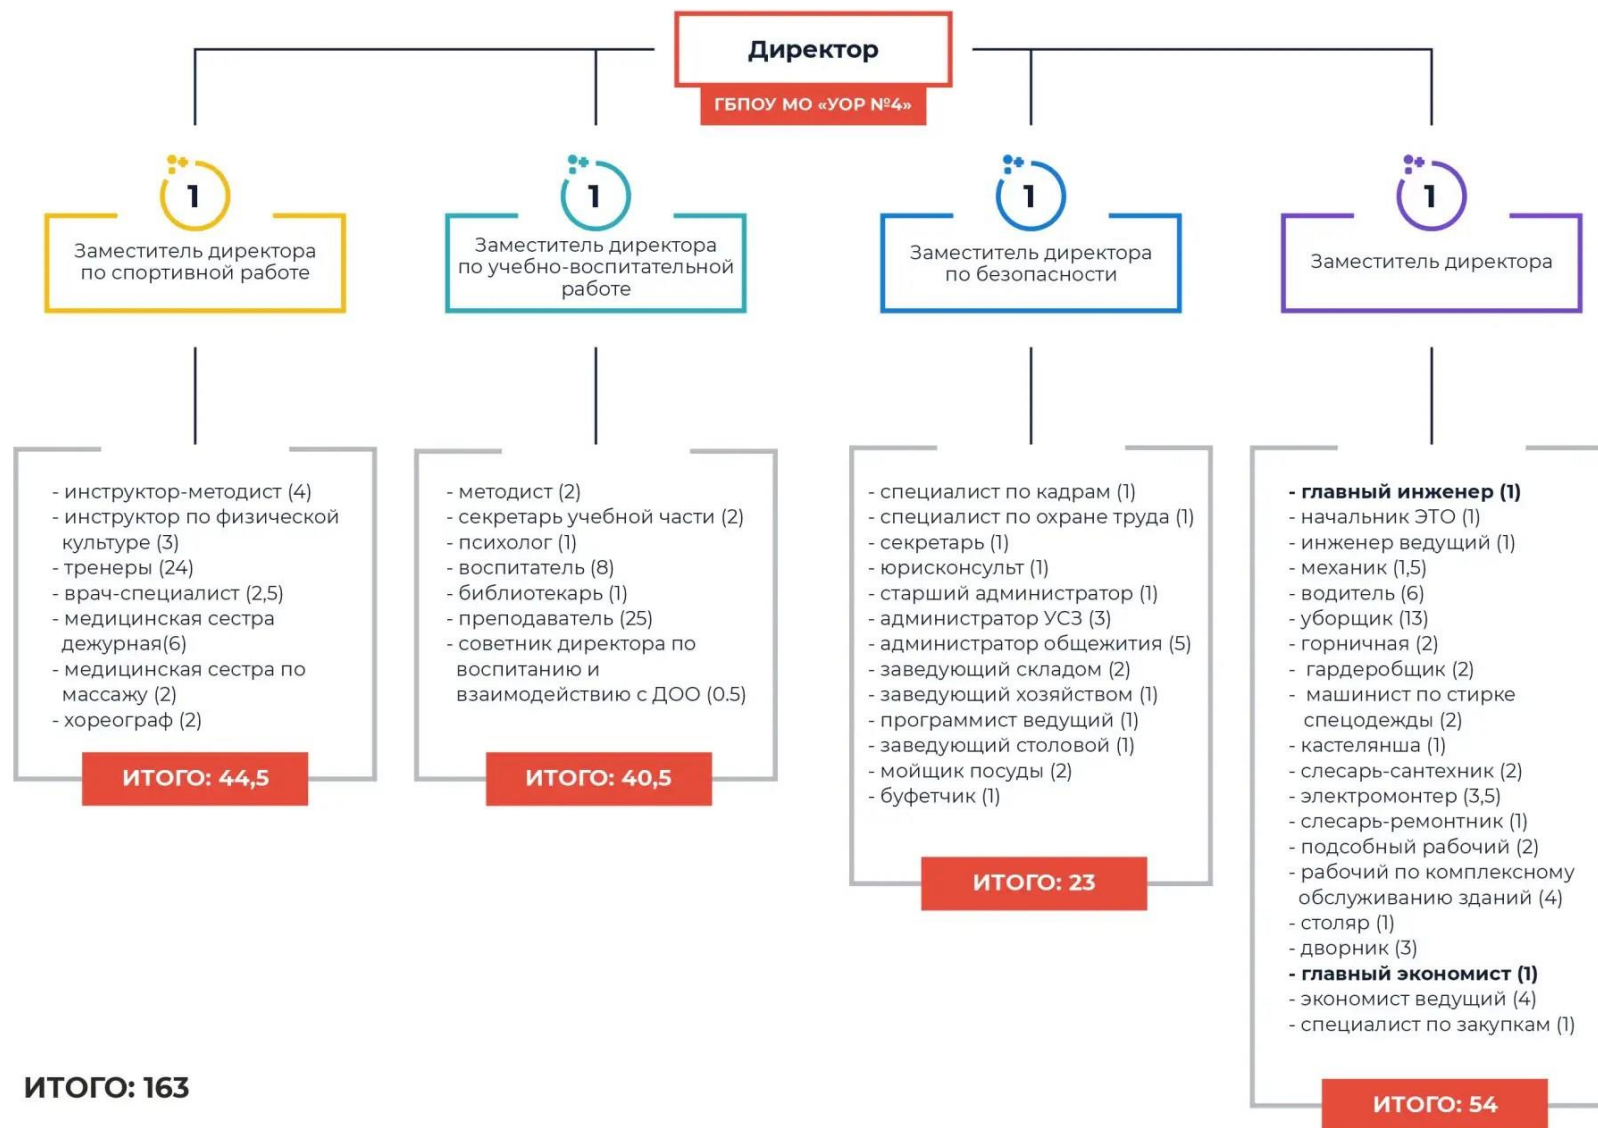 Директор
ГБПОУ МО «УОР №4»
1
Заместитель директора
по спортивной работе
1
Заместитель директора
по учебно-воспитательной
работе
1
Заместитель директора
по безопасности
1
Заместитель директора
- инструктор-методист (4)
- инструктор по физической
культуре (3)
- тренеры (24)
- врач-специалист (2,5)
- медицинская сестра
дежурная(6)
- медицинская сестра по
массажу (2)
- хореограф (2)
ИТОГО: 44,5
- методист (2)
- секретарь учебной части (2)
- психолог (1)
- воспитатель (8)
- библиотекарь (1)
- преподаватель (25)
- советник директора по
воспитанию и
взаимодействию с ДОО (0.5)
ИТОГО: 40,5
- специалист по кадрам (1)
- специалист по охране труда (1)
- секретарь (1)
- юрисконсульт (1)
- старший администратор (1)
- администратор УСЗ (3)
- администратор общежития (5)
- заведующий складом (2)
- заведующий хозяйством (1)
- программист ведущий (1)
- заведующий столовой (1)
- мойщик посуды (2)
- буфетчик (1)
ИТОГО: 23
- главный инженер (1)
- начальник ЭТО (1)
- инженер ведущий (1)
- механик (1,5)
- водитель (6)
- уборщик (13)
- горничная (2)
- гардеробщик (2)
- машинист по стирке
спецодежды (2)
- кастелянша (1)
- слесарь-сантехник (2)
- электромонтер (3,5)
- слесарь-ремонтник (1)
- подсобный рабочий (2)
- рабочий по комплексному
обслуживанию зданий (4)
- столяр (1)
- дворник (3)
- главный экономист (1)
- экономист ведущий (4)
- специалист по закупкам (1)
ИТОГО: 54
ИТОГО: 163